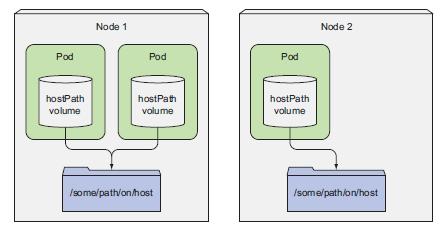 Node 1
Pod
Pod
hostPath
volume
hostPath
volume
/some/path/on/host
Node 2
Pod
hostPath
volume
/some/path/on/host